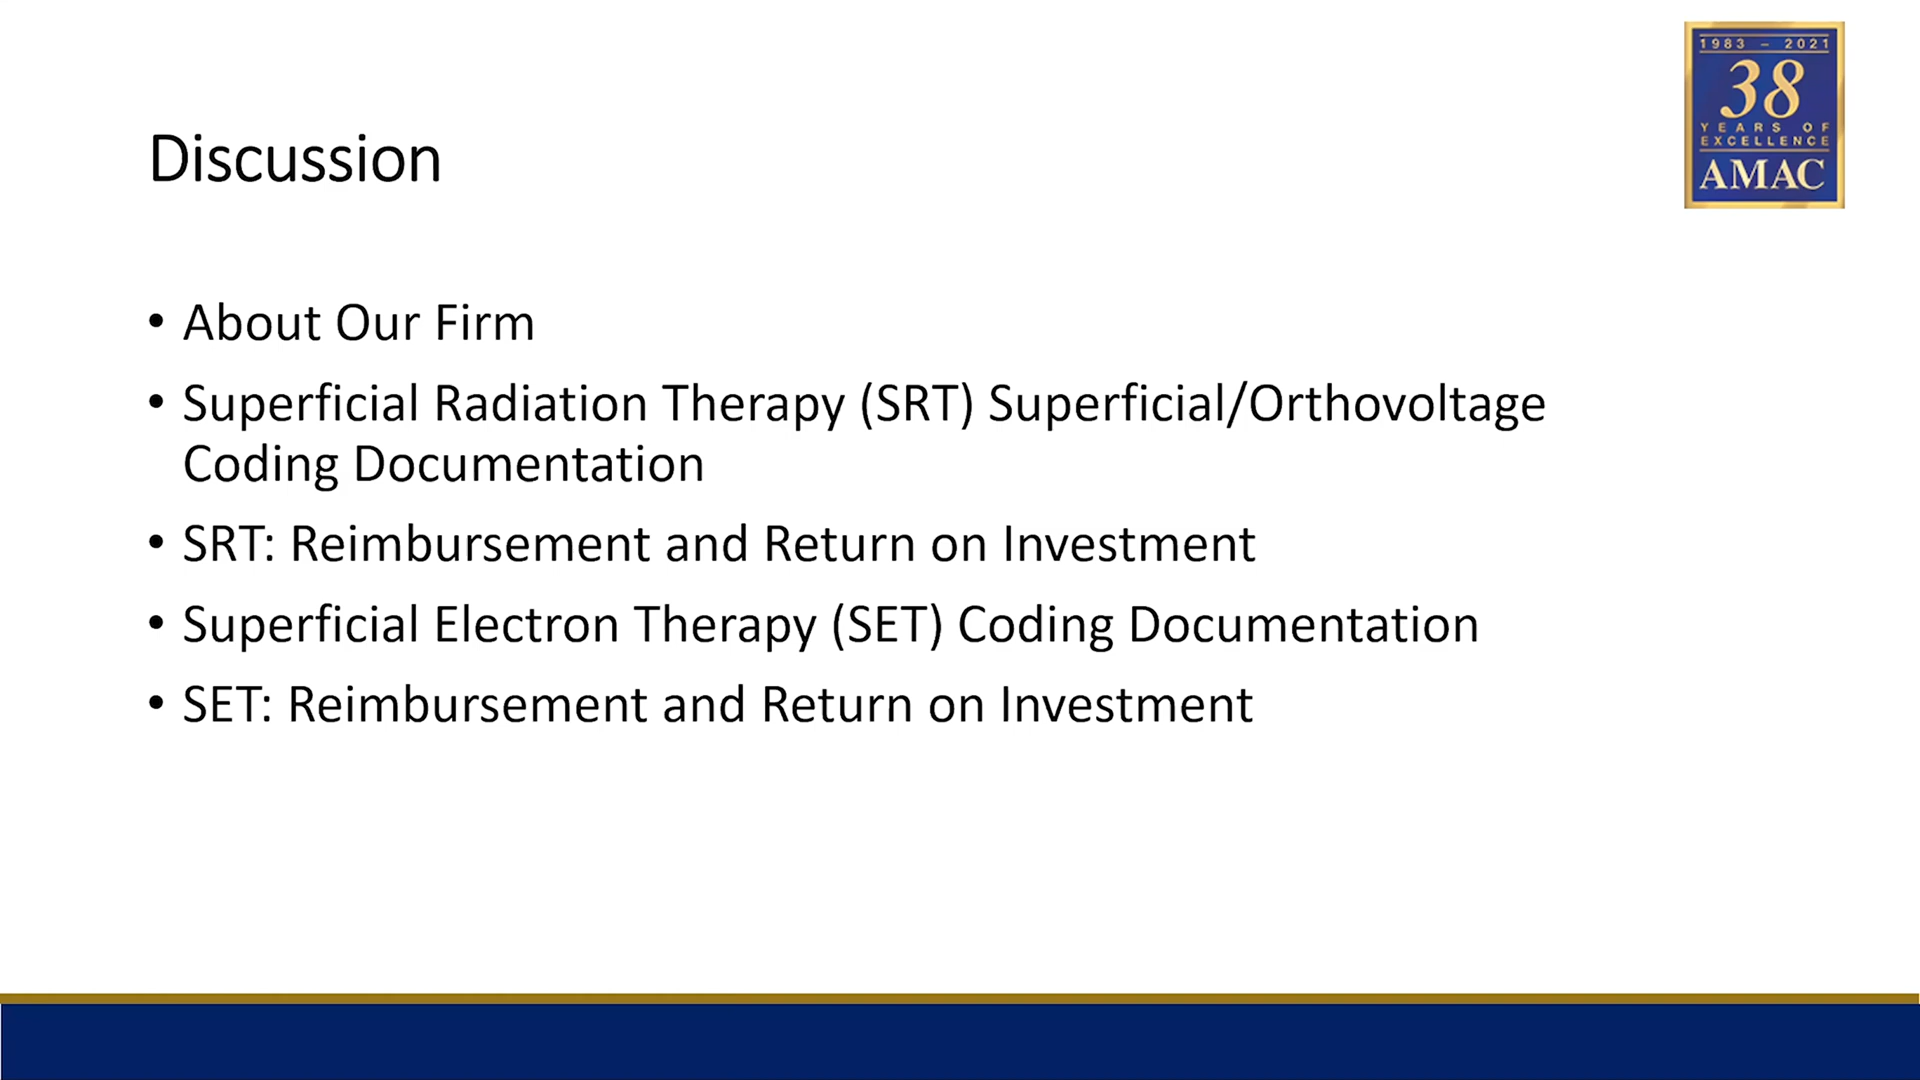 1983 – 2021
38
YEARS OF
EXCELLENCE
AMAC
Discussion
• About Our Firm
• Superficial Radiation Therapy (SRT) Superficial/Orthovoltage
Coding Documentation
• SRT: Reimbursement and Return on Investment
• Superficial Electron Therapy (SET) Coding Documentation
• SET: Reimbursement and Return on Investment